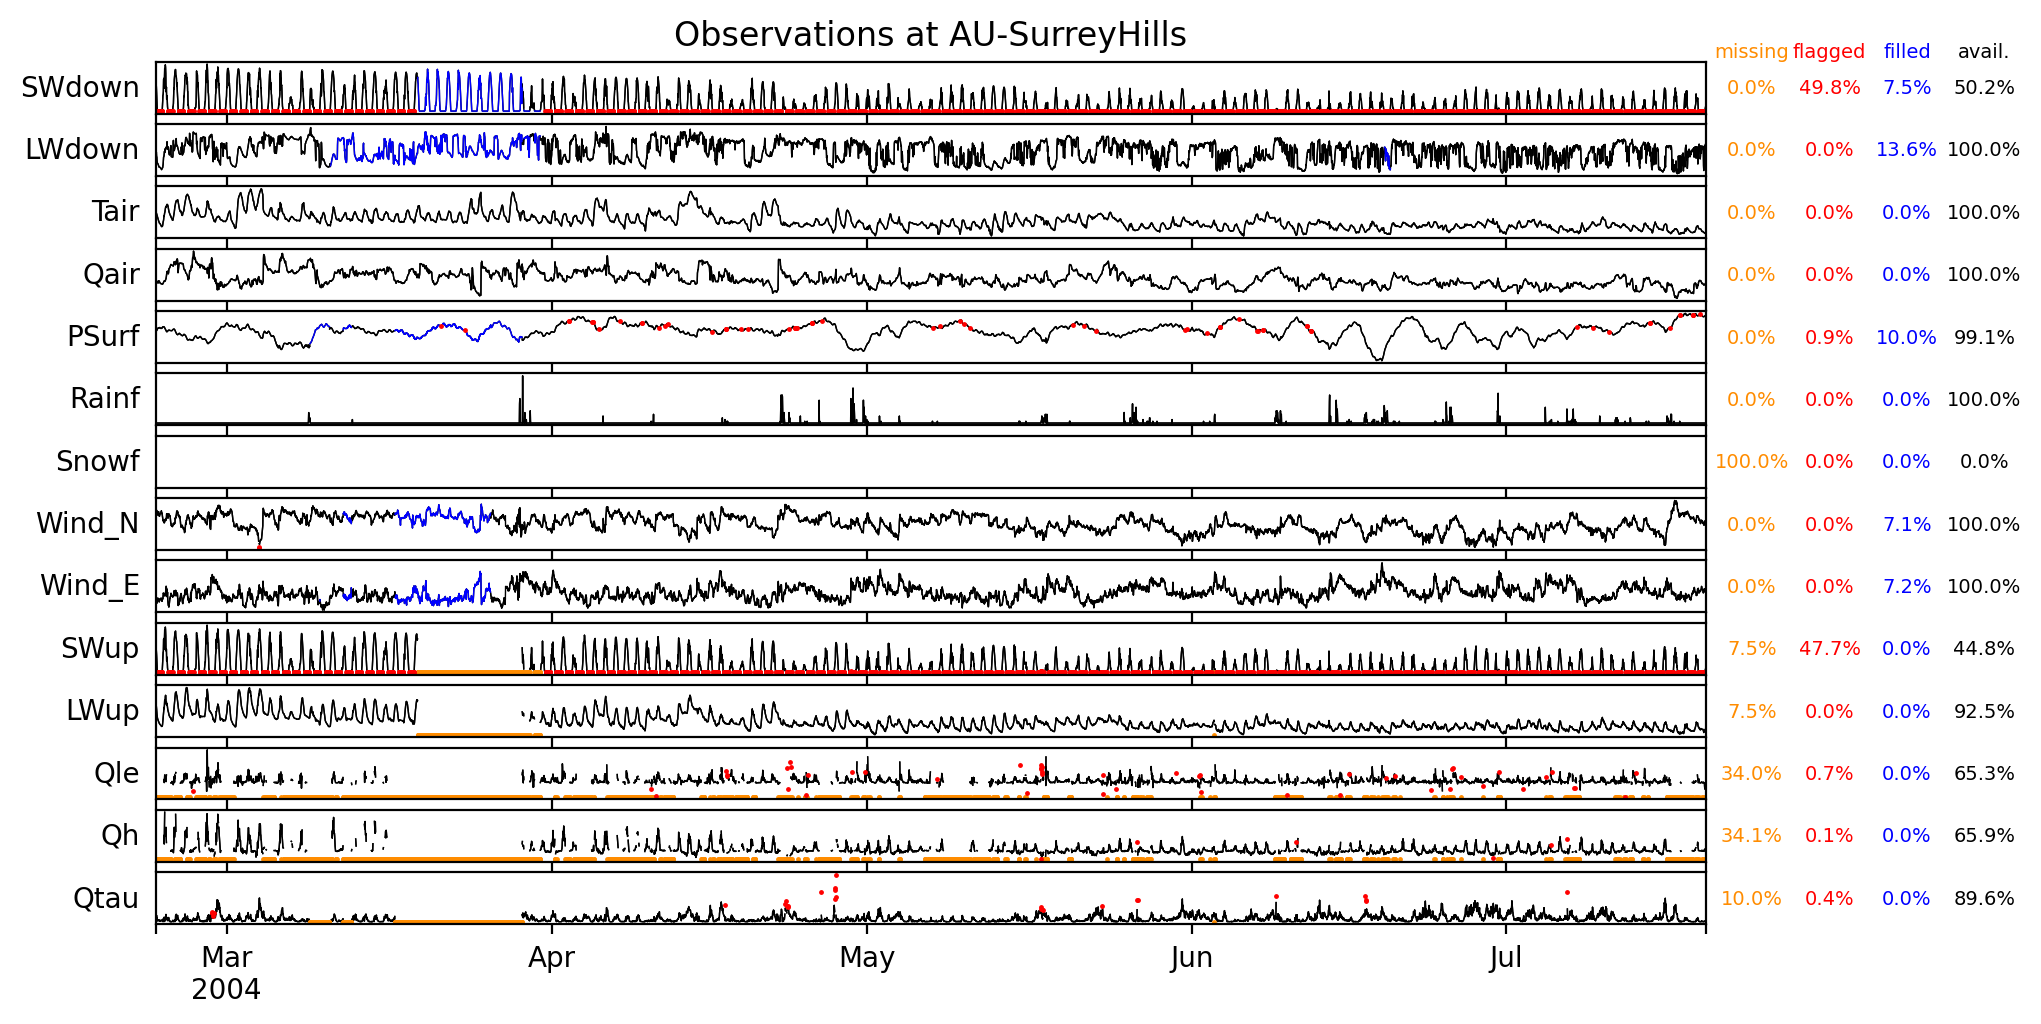 Observations at AU-SurreyHills
missing flagged filled avail.
SWdown 0.0% 49.8% 7.5% 50.2%
LWdown 0.0% 0.0% 13.6% 100.0%
Tair 0.0% 0.0% 0.0% 100.0%
Qair 0.0% 0.0% 0.0% 100.0%
PSurf 0.0% 0.9% 10.0% 99.1%
Rainf 0.0% 0.0% 0.0% 100.0%
Snowf 100.0% 0.0% 0.0% 0.0%
Wind_N 0.0% 0.0% 7.1% 100.0%
Wind_E 0.0% 0.0% 7.2% 100.0%
SWup 7.5% 47.7% 0.0% 44.8%
LWup 7.5% 0.0% 0.0% 92.5%
Qle 34.0% 0.7% 0.0% 65.3%
Qh 34.1% 0.1% 0.0% 65.9%
Qtau 10.0% 0.4% 0.0% 89.6%
Mar Apr May Jun Jul
2004